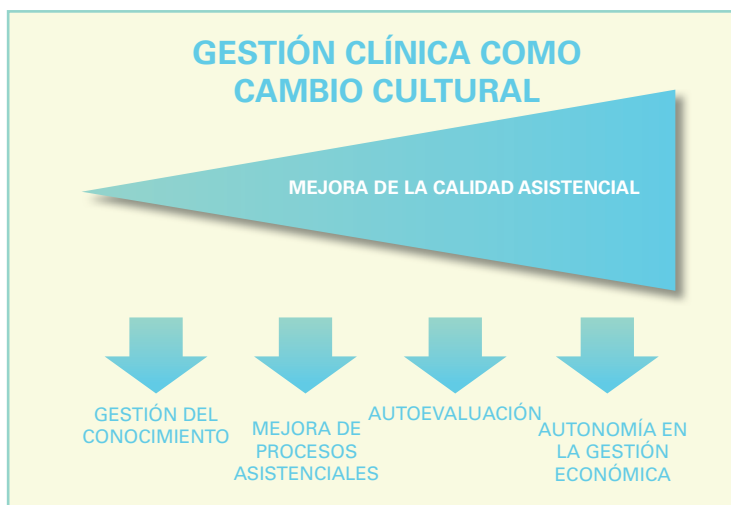 GESTIÓN CLÍNICA COMO
CAMBIO CULTURAL
MEJORA DE LA CALIDAD ASISTENCIAL
GESTIÓN DEL
CONOCIMIENTO
MEJORA DE
PROCESOS
ASISTENCIALES
AUTOEVALUACIÓN
AUTONOMÍA EN
LA GESTIÓN
ECONÓMICA